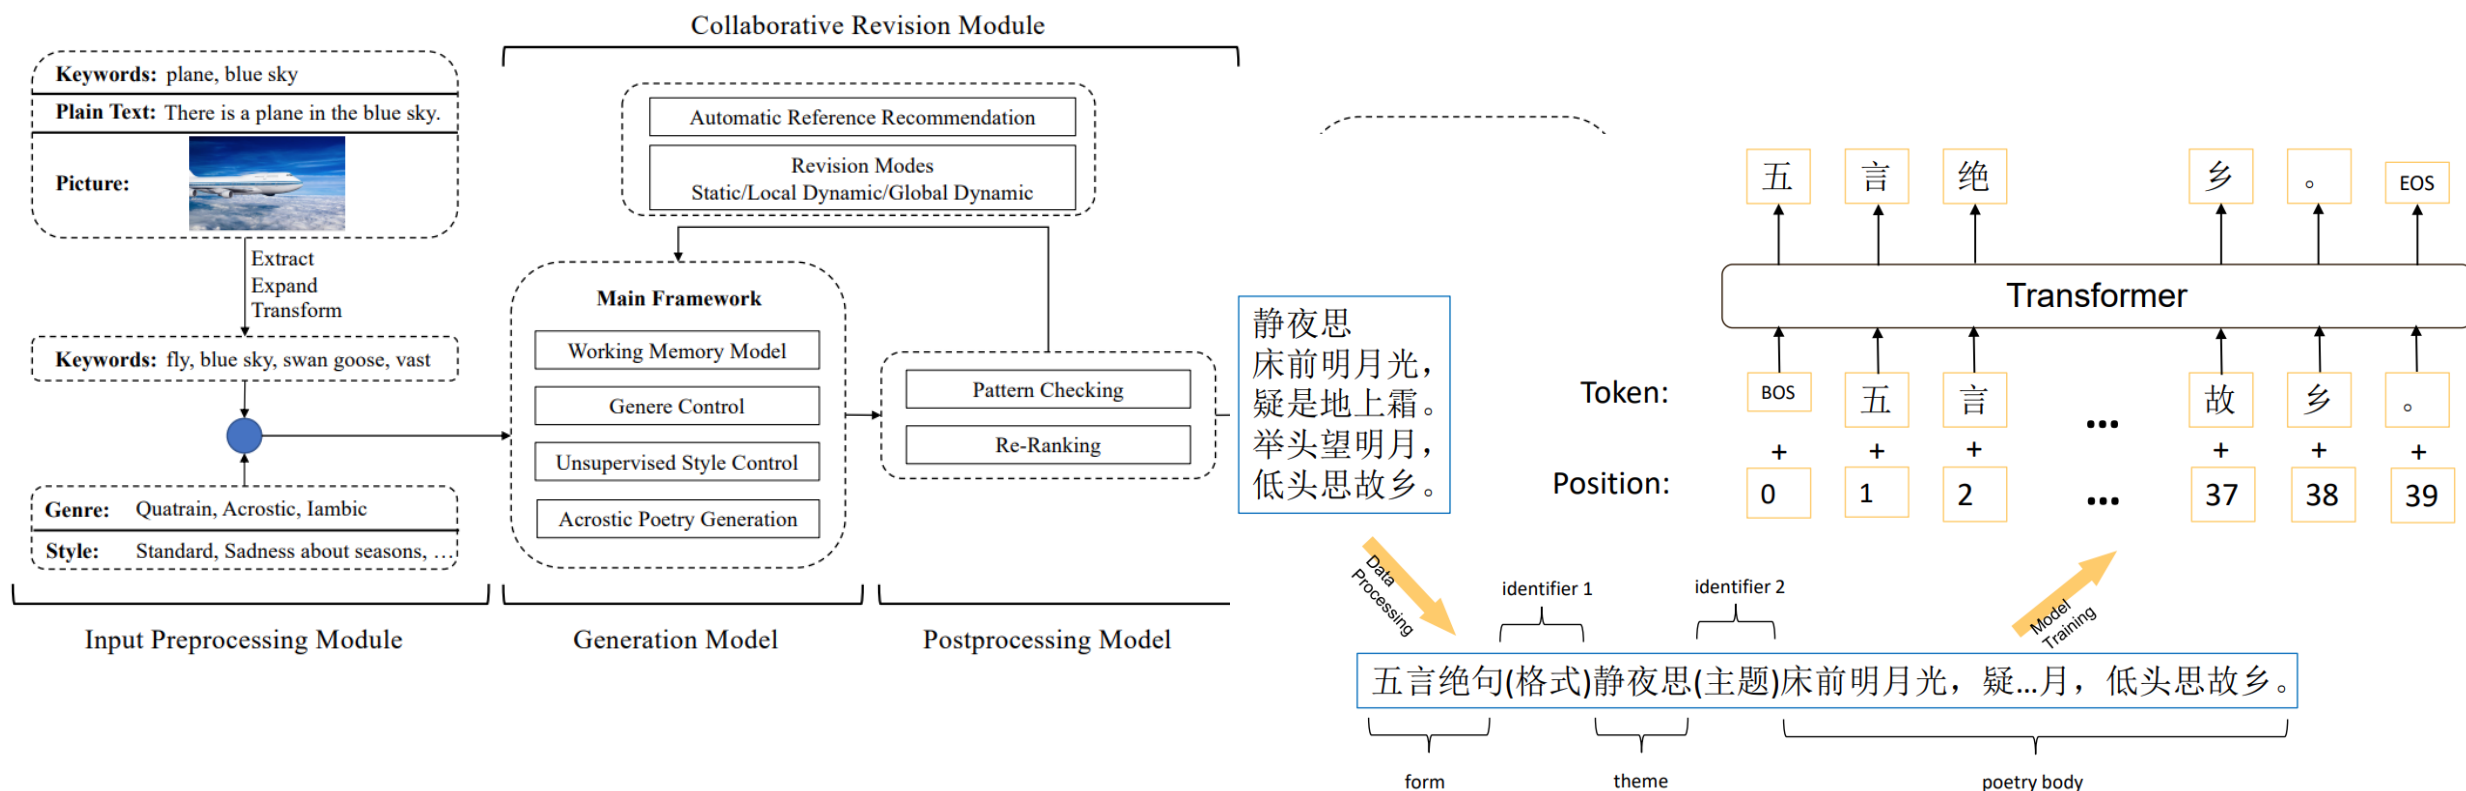 Collaborative Revision Module
Keywords: plane, blue sky
Plain Text: There is a plane in the blue sky.
Picture:
Extract
Expand
Transform
Keywords: fly, blue sky, swan goose, vast
Genre: Quatrain, Acrostic, Iambic
Style: Standard, Sadness about seasons, …
Input Preprocessing Module
Automatic Reference Recommendation
Revision Modes
Static/Local Dynamic/Global Dynamic
Main Framework
Working Memory Model
Genere Control
Unsupervised Style Control
Acrostic Poetry Generation
Generation Model
Pattern Checking
Re-Ranking
Postprocessing Model
静夜思
床前明月光，
疑是地上霜。
举头望明月，
低头思故乡。
Data
Processing
五 言 绝 乡 。 EOS
Transformer
Token: BOS 五 言 ... 故 乡 。
+ + + + + +
Position: 0 1 2 ... 37 38 39
Model
Training
identifier 1
identifier 2
五言绝句(格式)静夜思(主题)床前明月光，疑...月，低头思故乡。
form
theme
poetry body